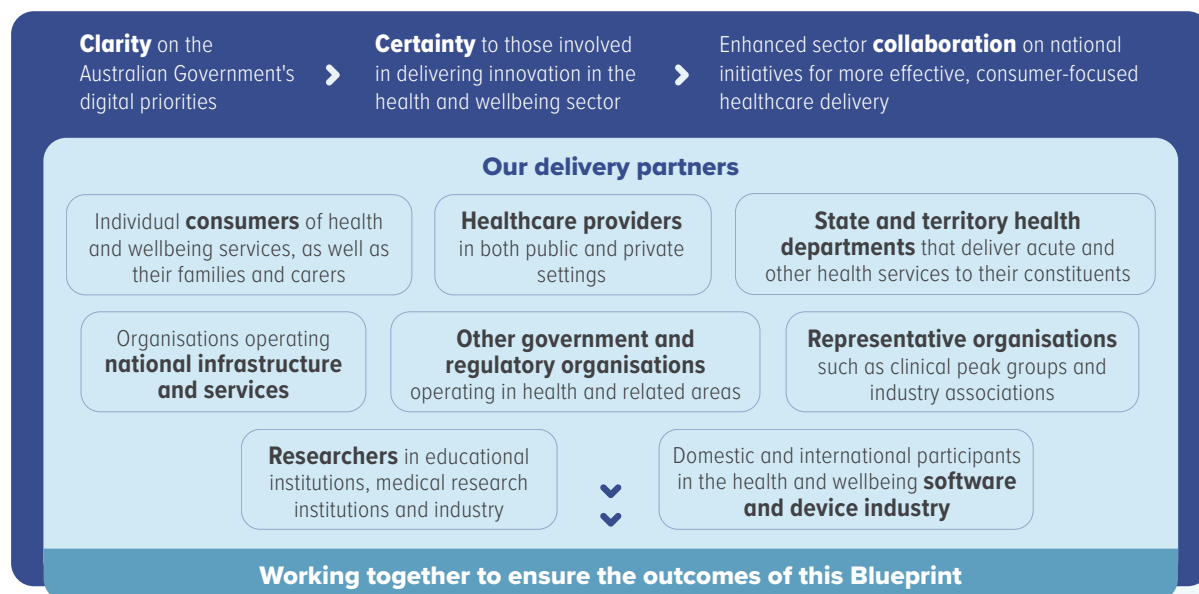 Clarity on the
Australian Government's
digital priorities
Certainty to those involved
in delivering innovation in the
health and wellbeing sector
Enhanced sector collaboration on national
initiatives for more effective, consumer-focused
healthcare delivery
Our delivery partners
Individual consumers of health
and wellbeing services, as well as
their families and carers
Healthcare providers
in both public and private
settings
State and territory health
departments that deliver acute and
other health services to their constituents
Organisations operating
national infrastructure
and services
Other government and
regulatory organisations
operating in health and related areas
Representative organisations
such as clinical peak groups and
industry associations
Researchers in educational
institutions, medical research
institutions and industry
Domestic and international participants
in the health and wellbeing software
and device industry
Working together to ensure the outcomes of this Blueprint